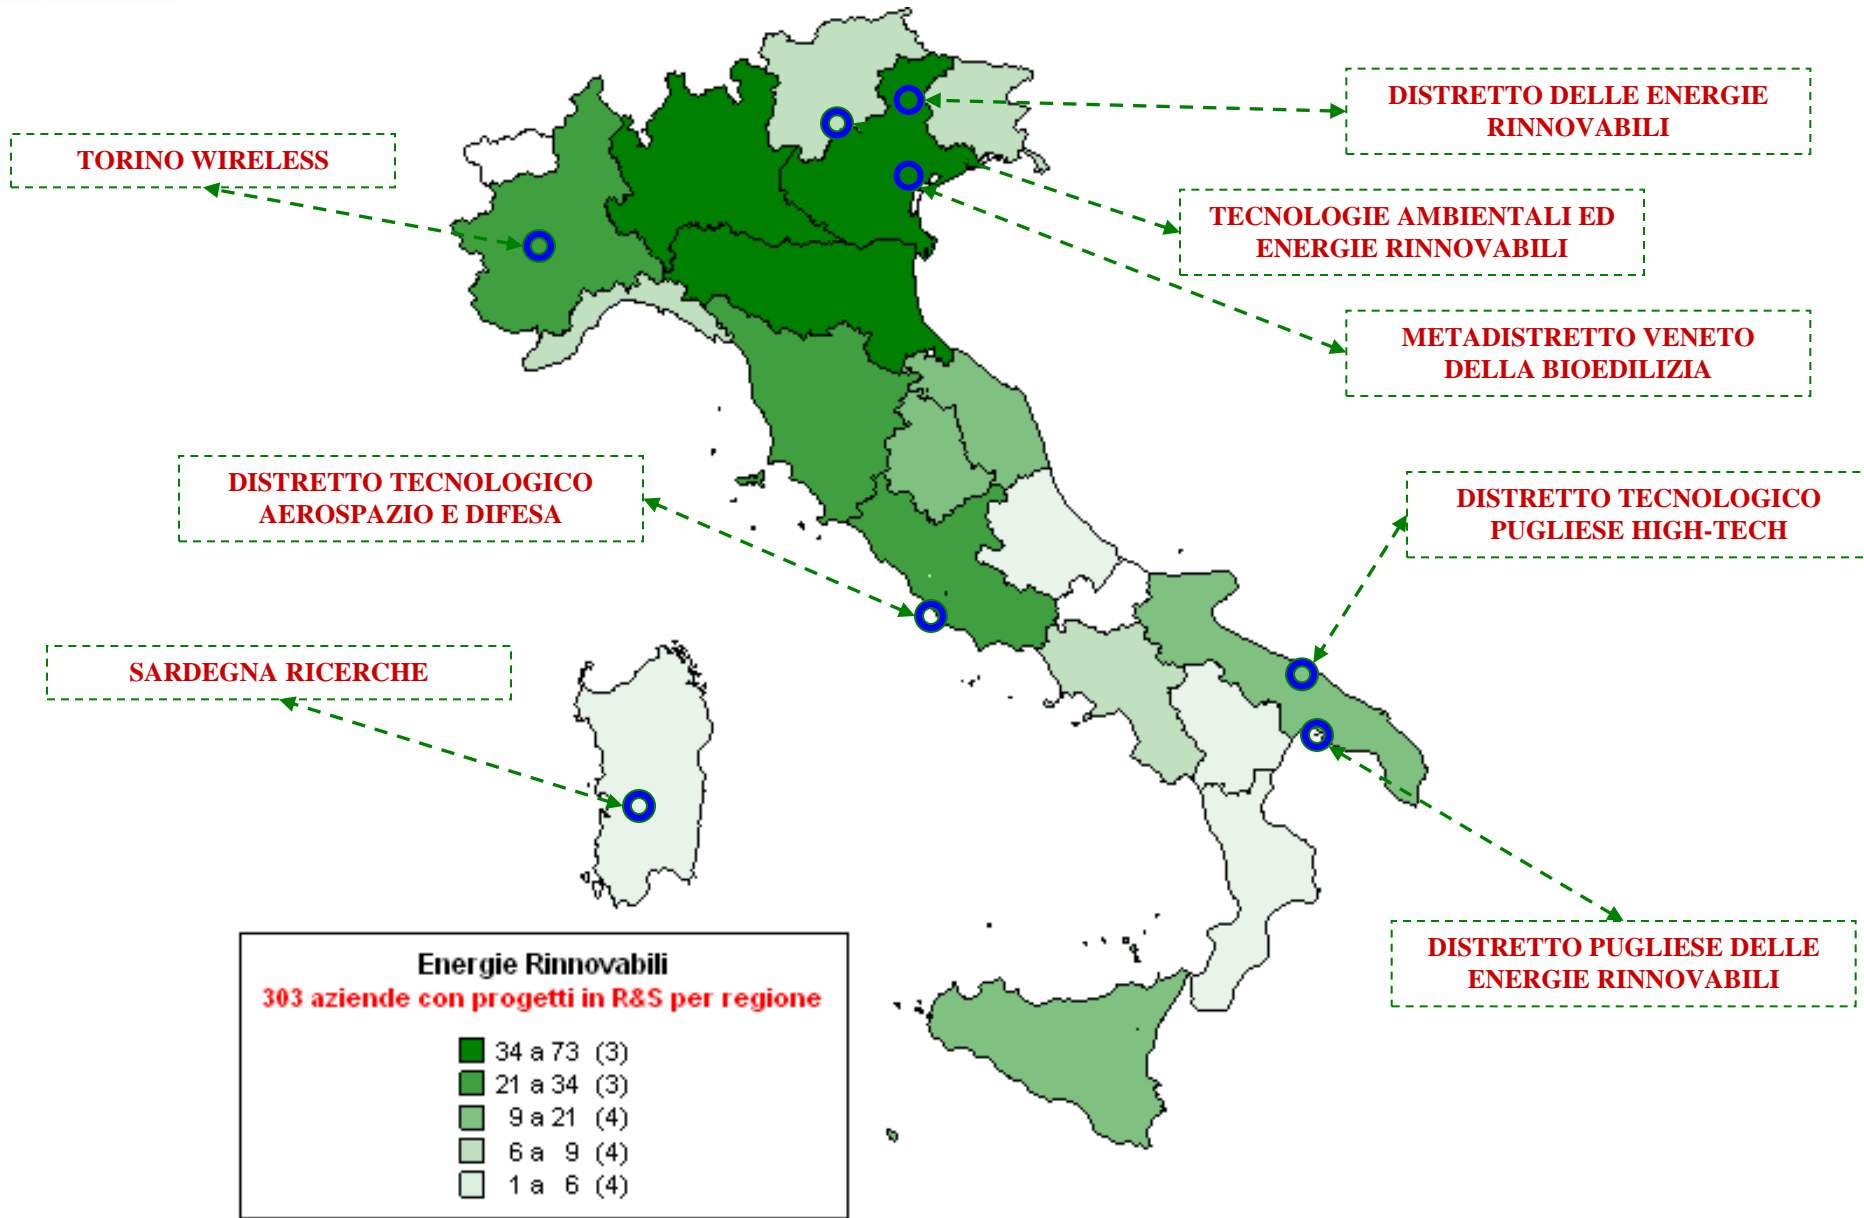 DISTRETTO DELLE ENERGIE
RINNOVABILI
TORINO WIRELESS
TECNOLOGIE AMBIENTALI ED
ENERGIE RINNOVABILI
METADISTRETTO VENETO
DELLA BIOEDILIZIA
DISTRETTO TECNOLOGICO
AEROSPAZIO E DIFESA
DISTRETTO TECNOLOGICO
PUGLIESE HIGH-TECH
SARDEGNA RICERCHE
DISTRETTO PUGLIESE DELLE
ENERGIE RINNOVABILI
Energie Rinnovabili
303 aziende con progetti in R&S per regione
34 a 73 (3)
21 a 34 (3)
9 a 21 (4)
6 a 9 (4)
1 a 6 (4)